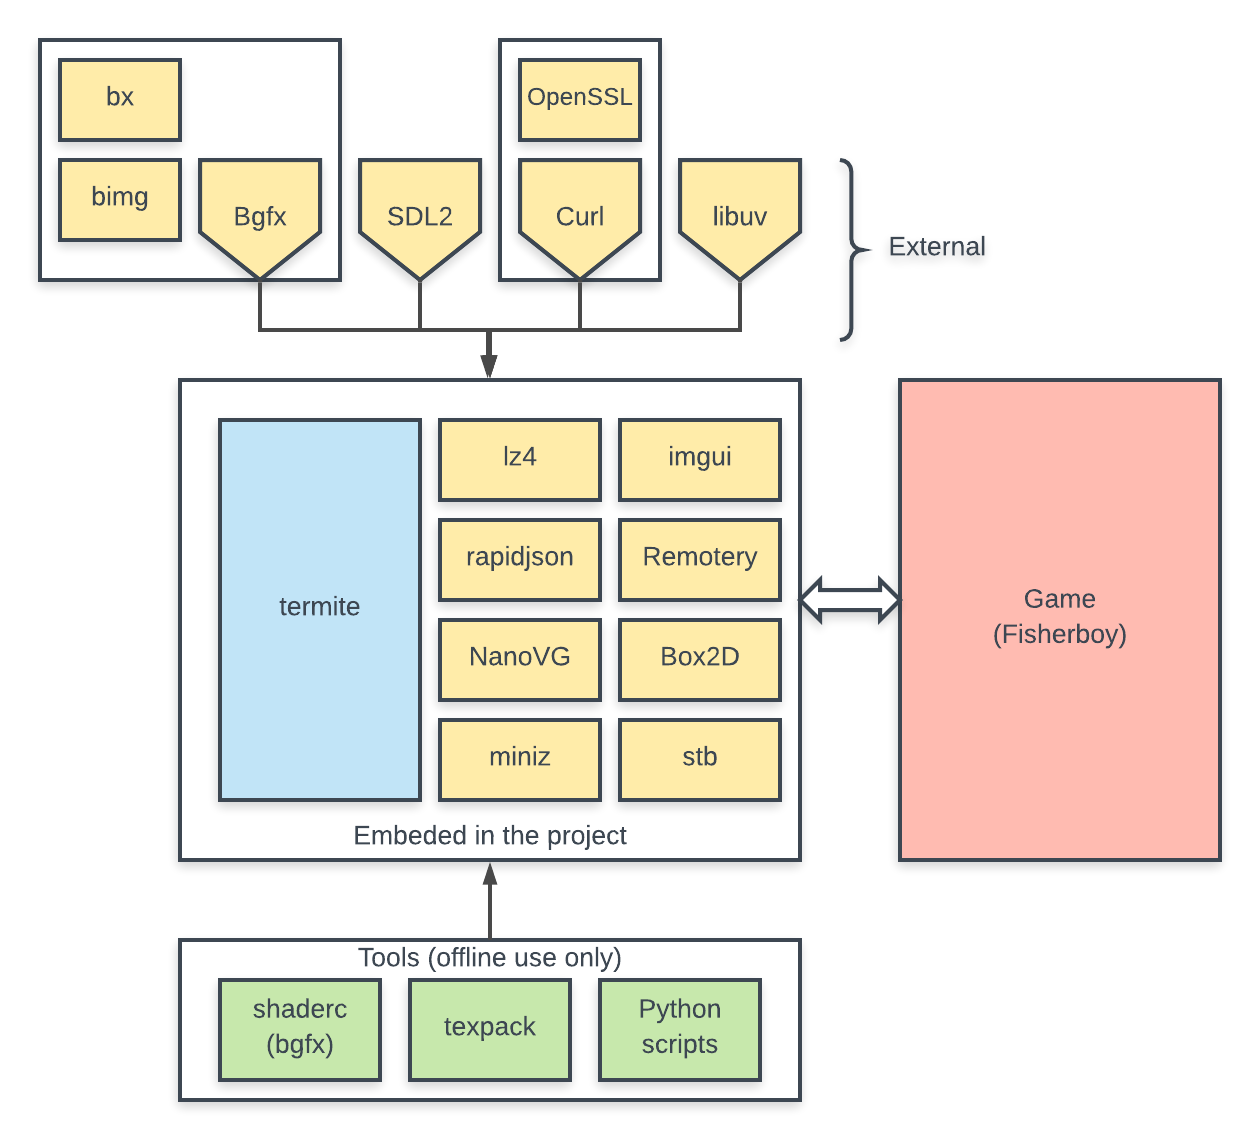 bx
OpenSSL
bimg
Bgfx
SDL2
Curl
libuv
External
termite
lz4
imgui
rapidjson
Remotery
NanoVG
Box2D
miniz
stb
Embeded in the project
Game
(Fisherboy)
Tools (offline use only)
shaderc
(bgfx)
texpack
Python
scripts